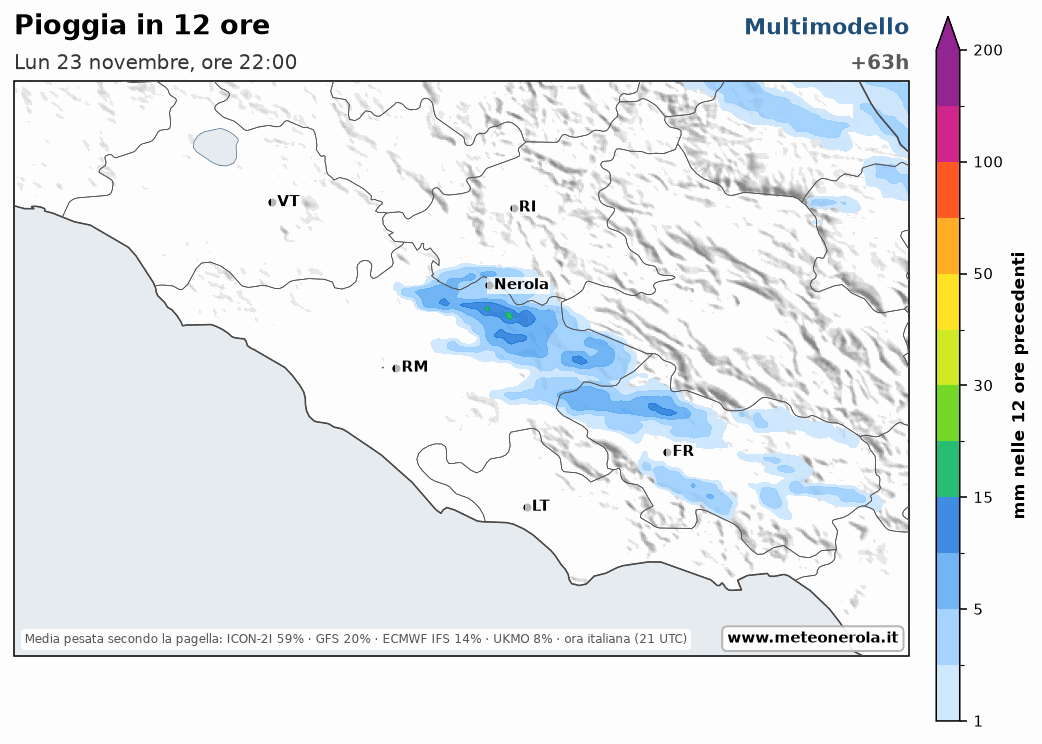 Pioggia in 12 ore
Multimodello
Lun 23 novembre, ore 22:00
+63h
VT
RI
Nerola
RM
FR
LT
Media pesata secondo la pagella: ICON-2I 59% · GFS 20% · ECMWF IFS 14% · UKMO 8% · ora italiana (21 UTC)
www.meteonerola.it
200
100
50
30
15
5
1
mm nelle 12 ore precedenti